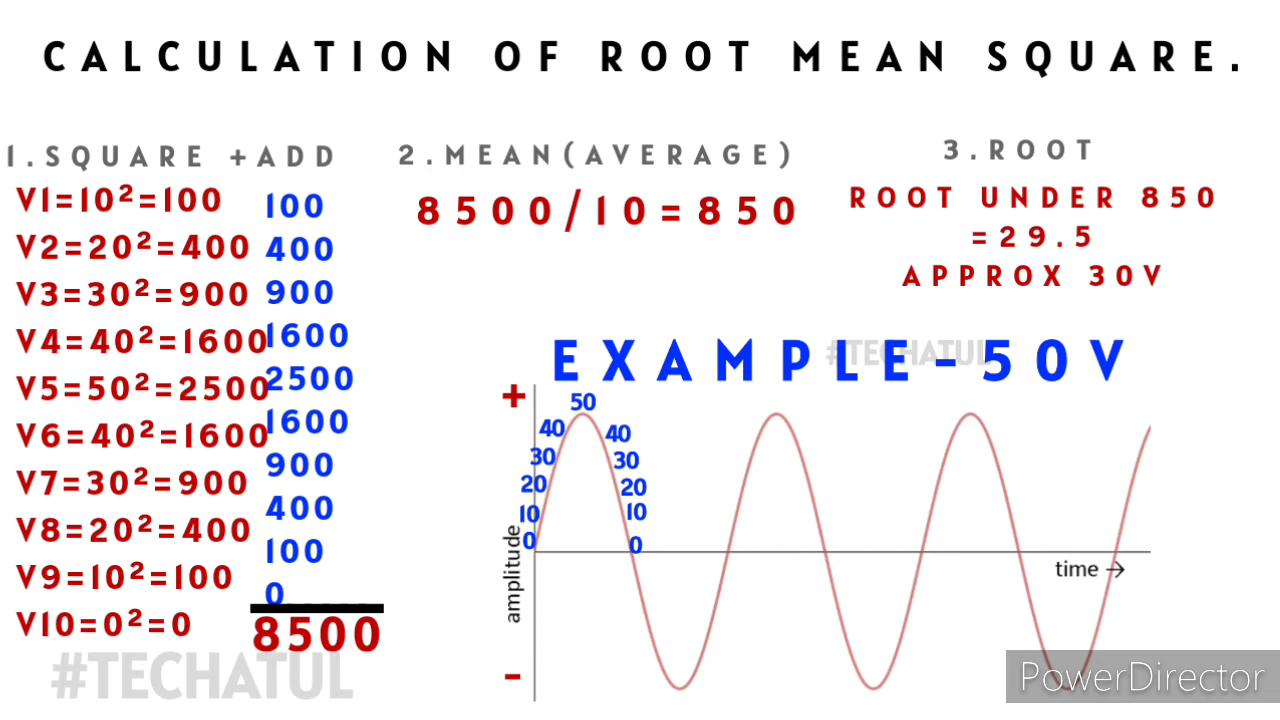 CALCULATION OF ROOT MEAN SQUARE.
1.SQUARE +ADD
V1=10²=100
V2=20²=400
V3=30²=900
V4=40²=1600
V5=50²=2500
V6=40²=1600
V7=30²=900
V8=20²=400
V9=10²=100
V10=0²=0
100
400
900
1600
2500
1600
900
400
100
0
8500
#TECHATUL
2.MEAN(AVERAGE)
8500/10=850
3.ROOT
ROOT UNDER 850
=29.5
APPROX 30V
#TECHATUL
EXAMPLE-50V
+
50
40
40
30
30
20
20
10
10
0
0
amplitude
time →
-
PowerDirector